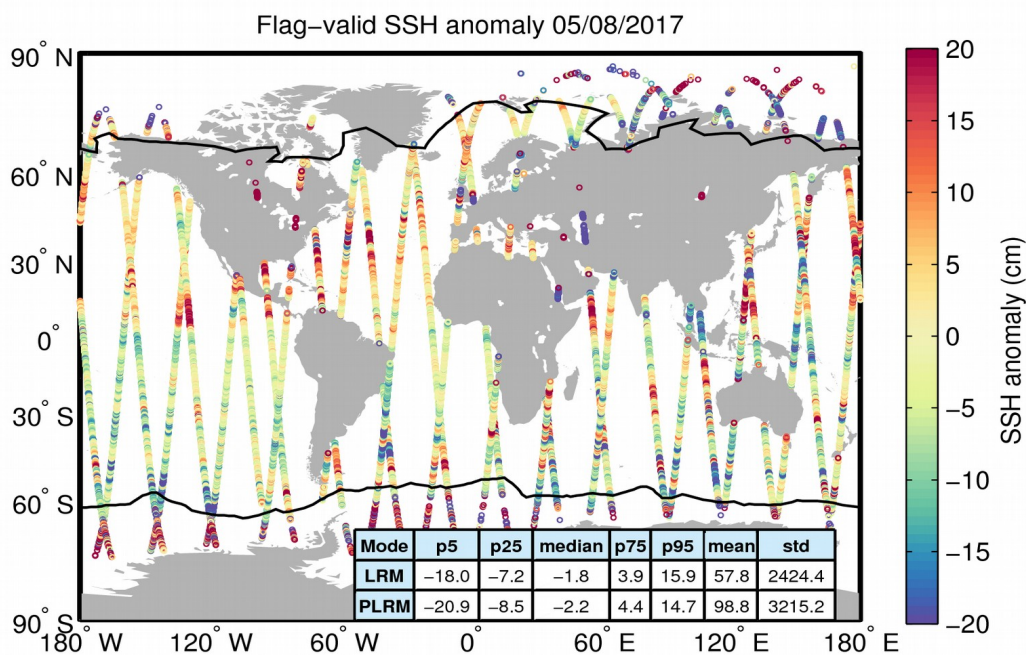 Flag−valid SSH anomaly 05/08/2017
90° N
60° N
30° N
0°
30° S
60° S
90° S
180° W
120° W
60° W
0°
60° E
120° E
180° E
Mode p5 p25 median p75 p95 mean std
LRM −18.0 −7.2 −1.8 3.9 15.9 57.8 2424.4
PLRM −20.9 −8.5 −2.2 4.4 14.7 98.8 3215.2
20
15
10
5
0
−5
−10
−15
−20
SSH anomaly (cm)